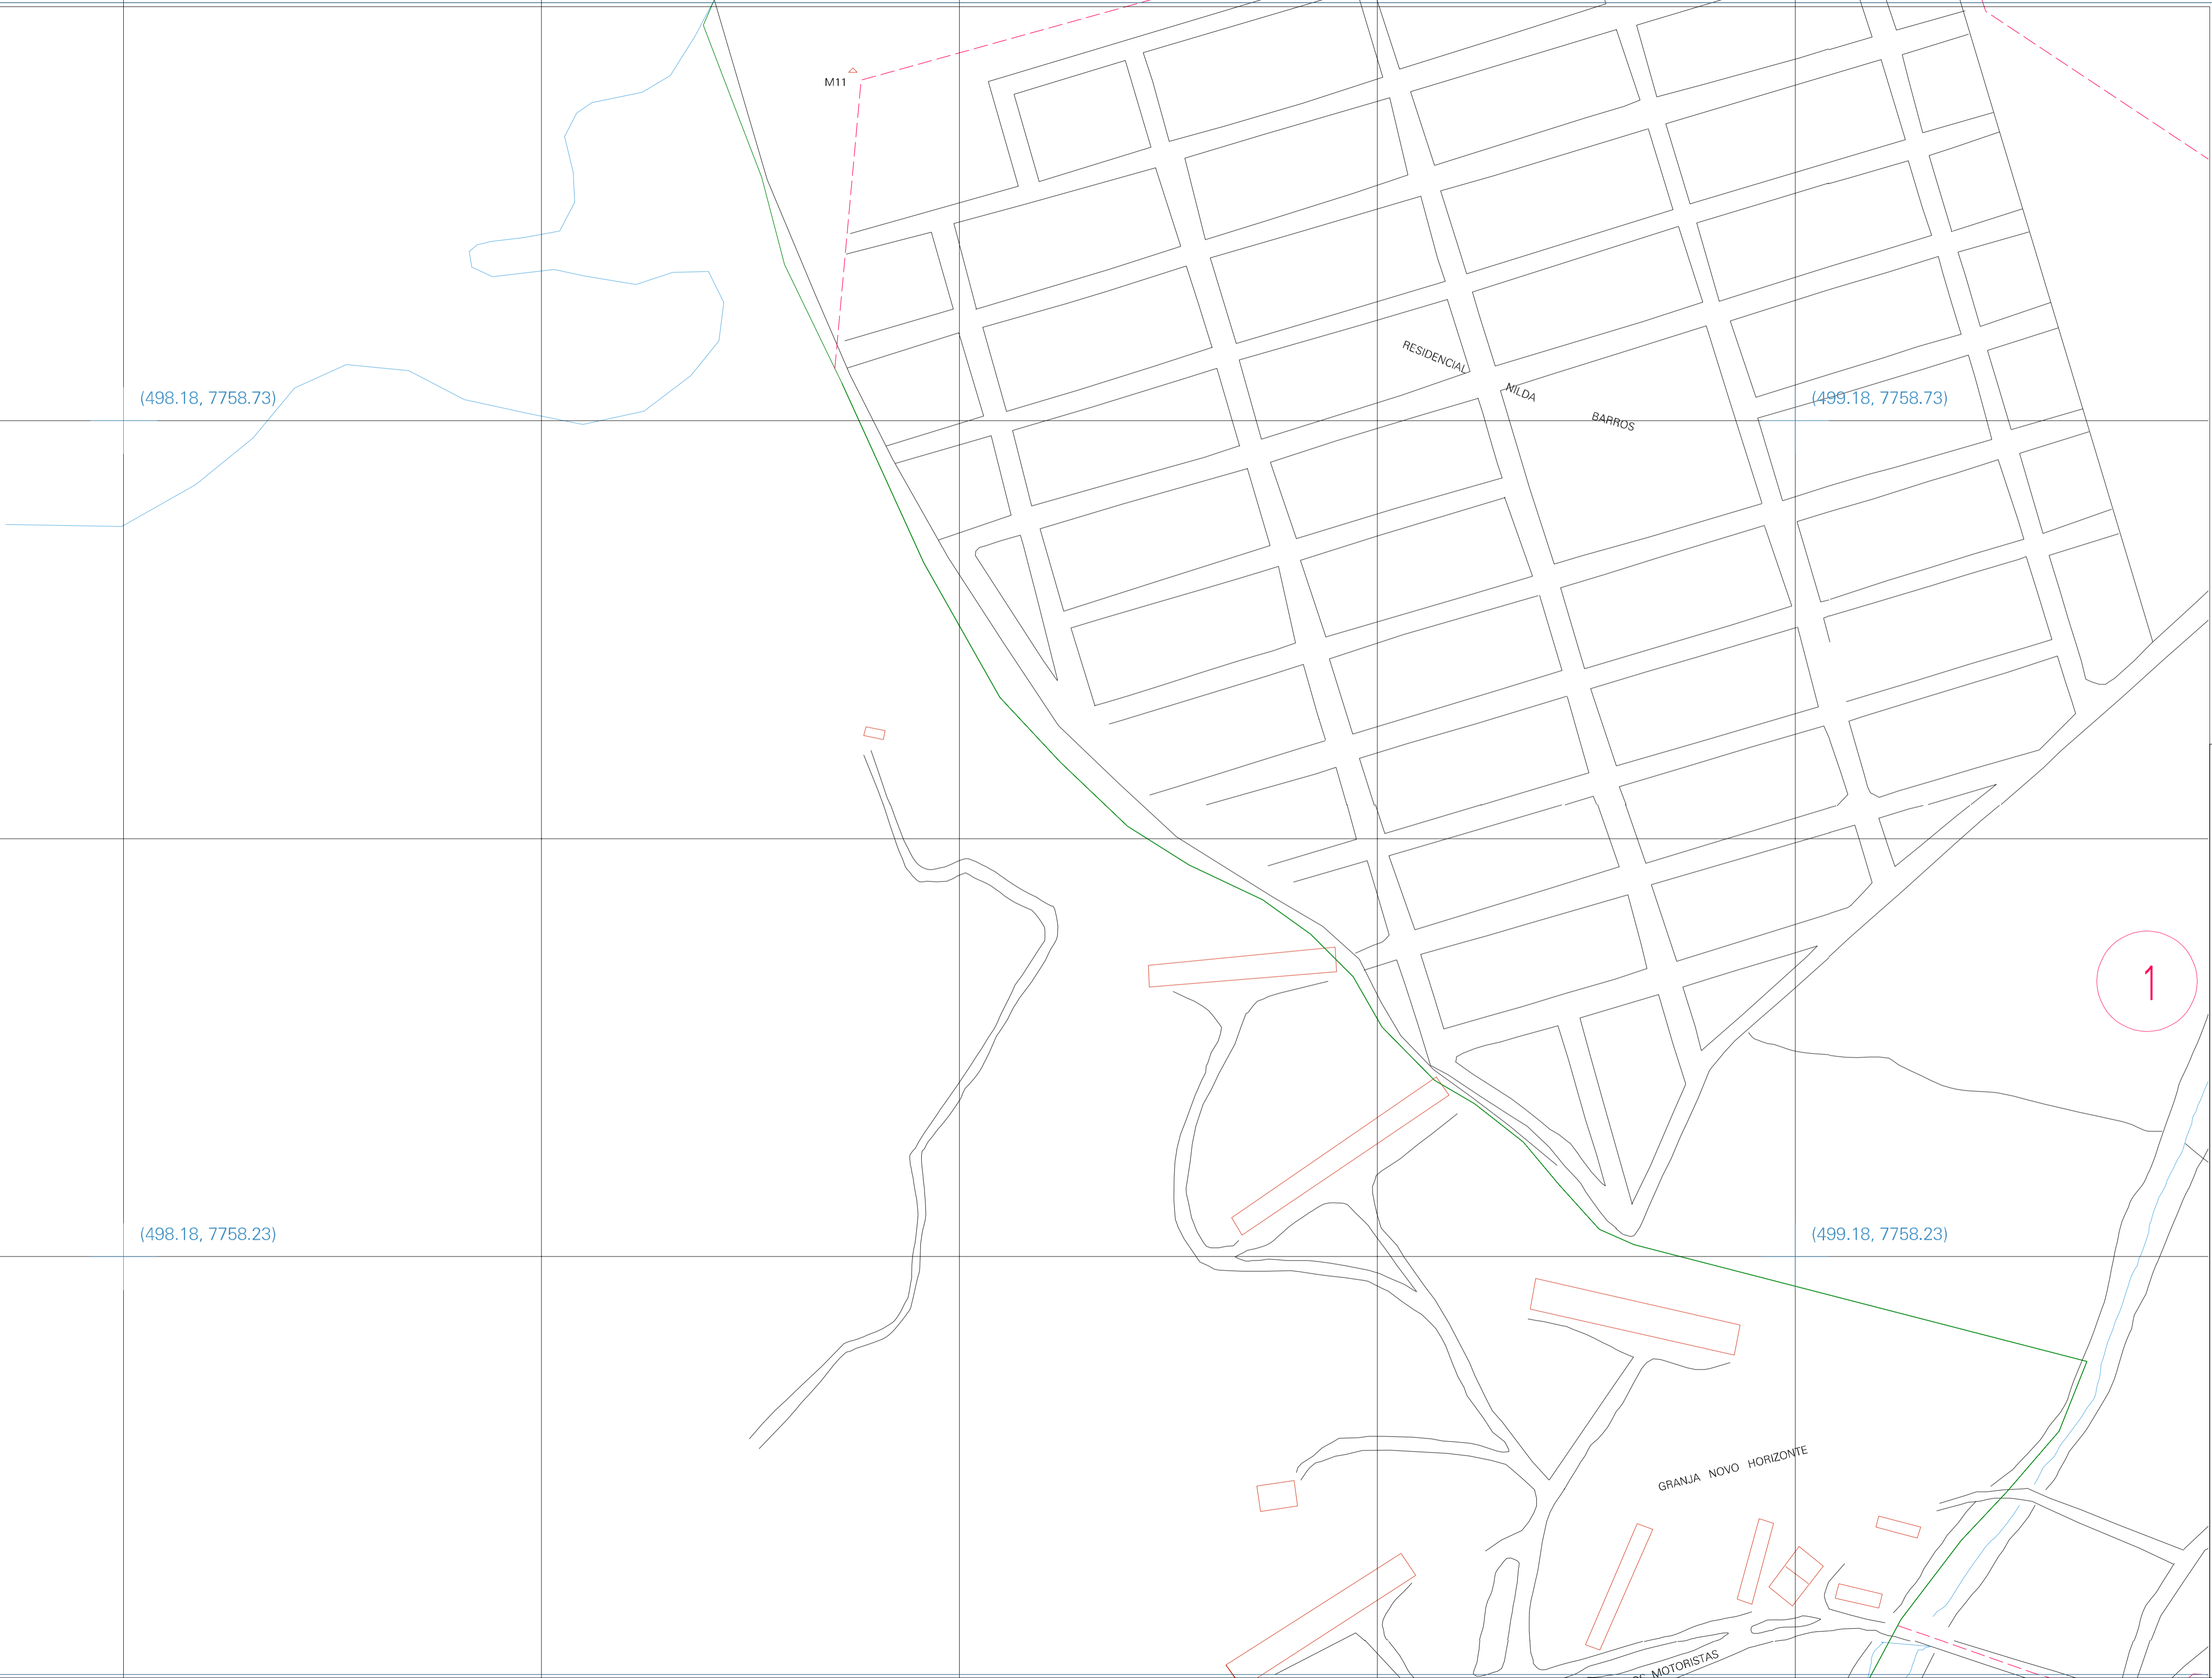 M11
RESIDENCIAL
NILDA
BARROS
(498.18, 7758.73)
(499.18, 7758.73)
1
(498.18, 7758.23)
(499.18, 7758.23)
GRANJA NOVO HORIZONTE
MOTORISTAS